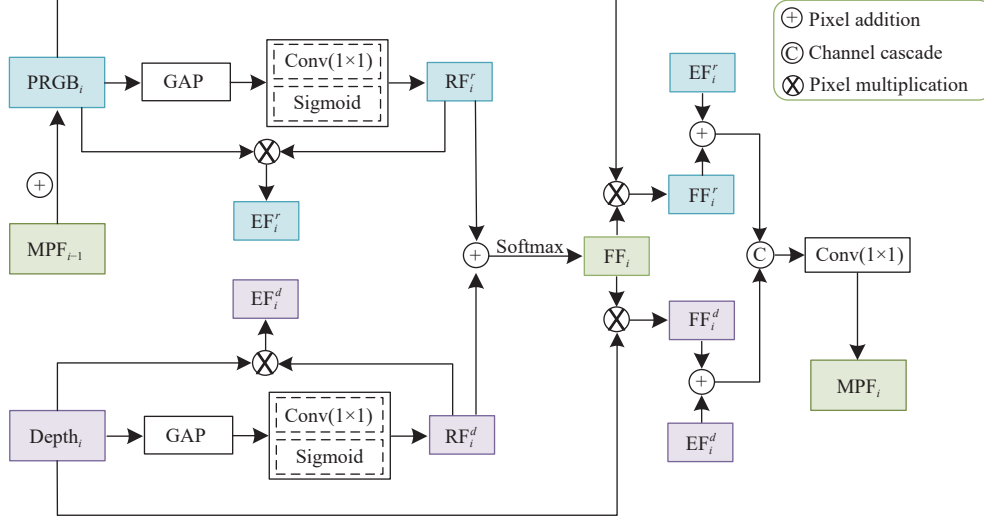 Pixel addition
C Channel cascade
Pixel multiplication
PRGB_i
GAP
Conv(1×1)
Sigmoid
RF_i^r
EF_i^r
EF_i^r
FF_i^r
MPF_{i−1}
Softmax
FF_i
C
Conv(1×1)
EF_i^d
FF_i^d
MPF_i
Depth_i
GAP
Conv(1×1)
Sigmoid
RF_i^d
EF_i^d